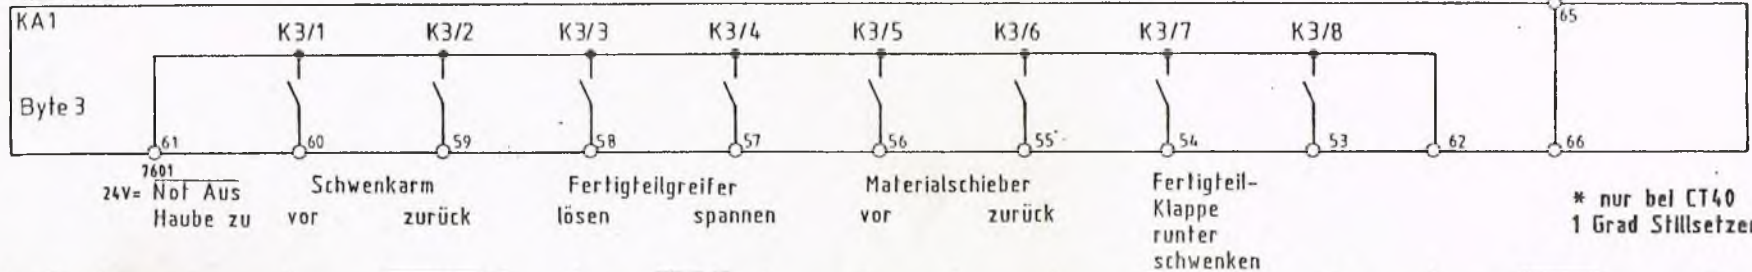 KA1
65
K3/1 K3/2 K3/3 K3/4 K3/5 K3/6 K3/7 K3/8
Byte 3
61 60 59 58 57 56 55 54 53 62 66
7601
24V= Not Aus
Haube zu
Schwenkarm
vor zurück
Fertigteilgreifer
lösen spannen
Materialschieber
vor zurück
Fertigteil-
Klappe
runter
schwenken
* nur bei CT40
1 Grad Stillsetzen